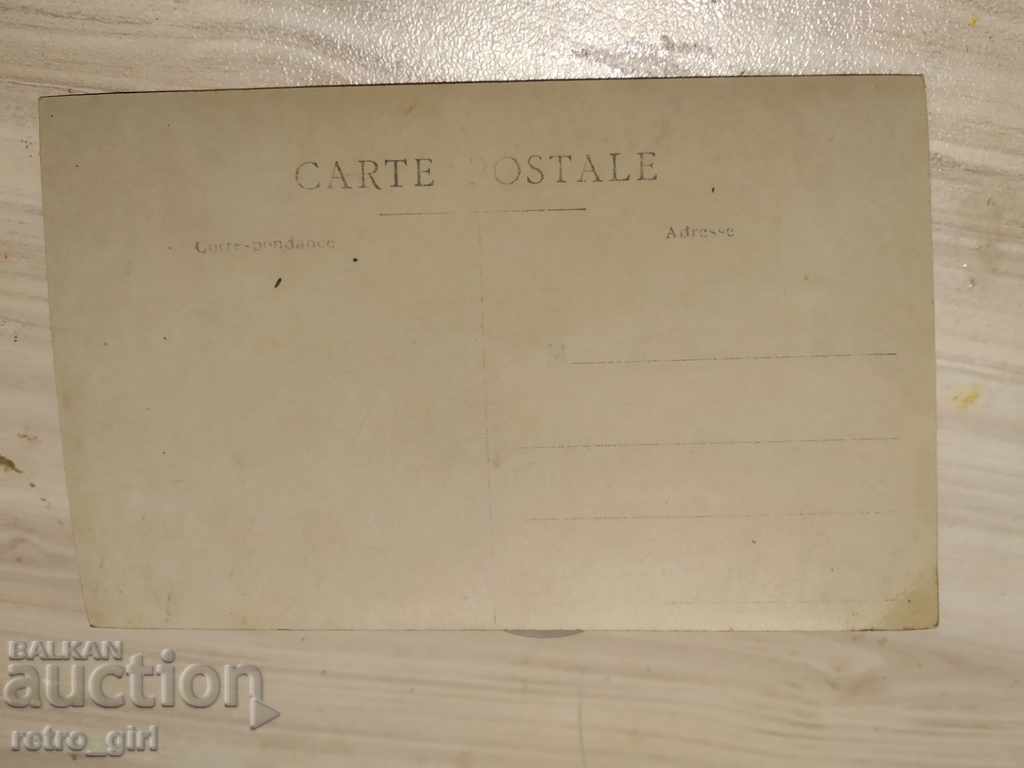 CARTE POSTALE
Correspondance
Adresse
M
BALKAN
auction
retro_girl